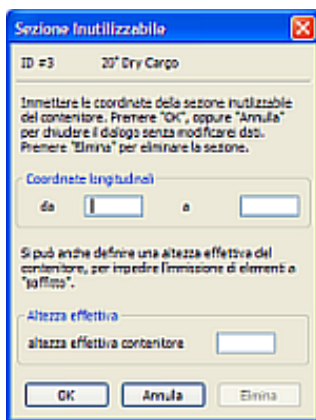 Sezione Inutilizzabile
ID #3 20" Dry Cargo
Immettere le coordinate della sezione inutilizzabile
del contenitore. Premere "OK", oppure "Annulla"
per chiudere il dialogo senza modificare i dati.
Premere "Elimina" per eliminare la sezione.
Coordinate longitudinali
da a
Si può anche definire una altezza effettiva del
contenitore, per impedire l'immissione di elementi a
"soffitto".
Altezza effettiva
altezza effettiva contenitore
OK Annulla Elimina